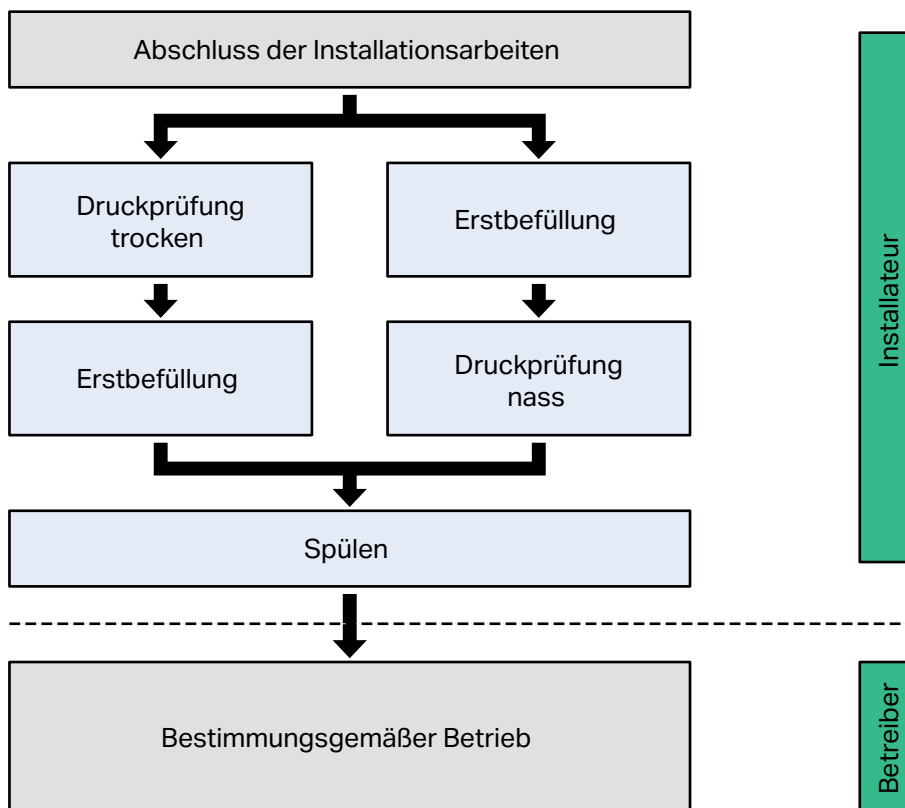 Abschluss der Installationsarbeiten
Druckprüfung
trocken
Erstbefüllung
Erstbefüllung
Druckprüfung
nass
Spülen
Bestimmungsgemäßer Betrieb
Installateur
Betreiber